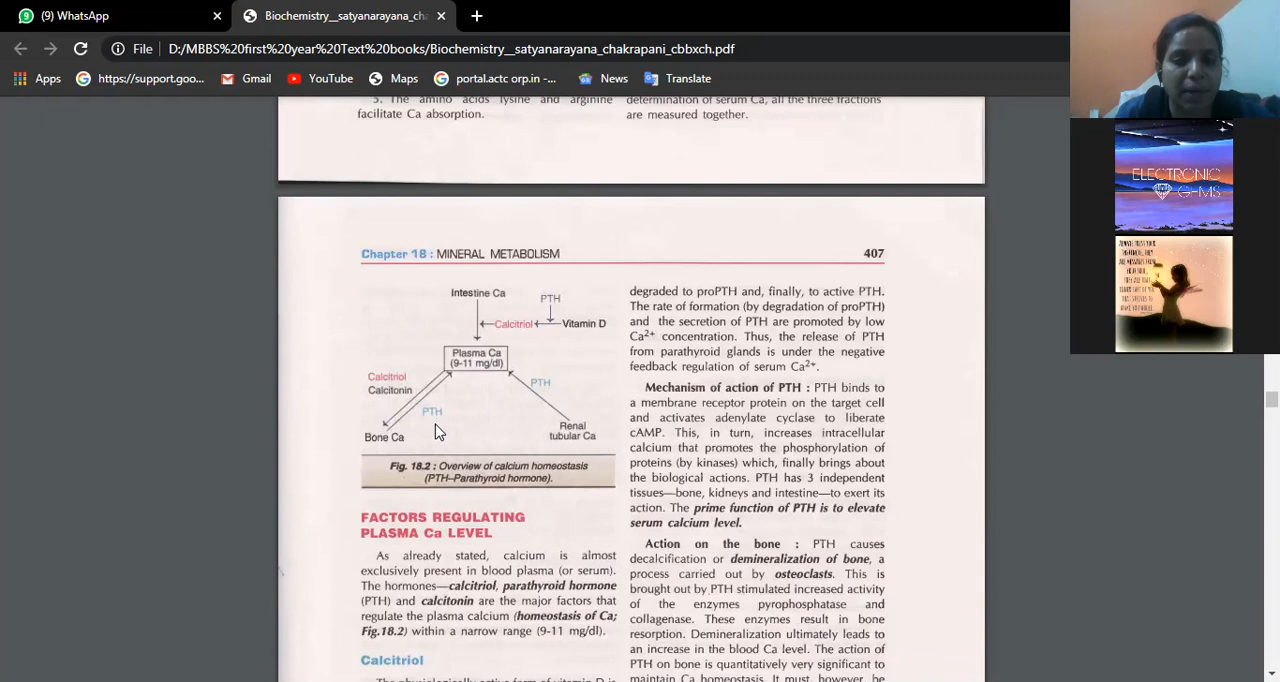 (9) WhatsApp
Biochemistry__satyanarayana_cha
File
D:/MBBS%20first%20year%20Text%20books/Biochemistry_satyanarayana_chakrapani_cbbxch.pdf
Apps
https://support.goo...
Gmail
YouTube
Maps
portal.actc orp.in -...
News
Translate
5. The amino acids lysine and arginine
facilitate Ca absorption.
determination of serum Ca, all the three fractions
are measured together.
Chapter 18 : MINERAL METABOLISM
407
Intestine Ca
PTH
Calcitriol
Vitamin D
Plasma Ca
(9-11 mg/dl)
Calcitriol
Calcitonin
PTH
PTH
Bone Ca
Renal
tubular Ca
Fig. 18.2 : Overview of calcium homeostasis
(PTH–Parathyroid hormone).
FACTORS REGULATING
PLASMA Ca LEVEL
As already stated, calcium is almost
exclusively present in blood plasma (or serum).
The hormones—calcitriol, parathyroid hormone
(PTH) and calcitonin are the major factors that
regulate the plasma calcium (homeostasis of Ca;
Fig.18.2) within a narrow range (9-11 mg/dl).
Calcitriol
The physiologically active form of vitamin D is
degraded to proPTH and, finally, to active PTH.
The rate of formation (by degradation of proPTH)
and the secretion of PTH are promoted by low
Ca2+ concentration. Thus, the release of PTH
from parathyroid glands is under the negative
feedback regulation of serum Ca2+.
Mechanism of action of PTH : PTH binds to
a membrane receptor protein on the target cell
and activates adenylate cyclase to liberate
cAMP. This, in turn, increases intracellular
calcium that promotes the phosphorylation of
proteins (by kinases) which, finally brings about
the biological actions. PTH has 3 independent
tissues—bone, kidneys and intestine—to exert its
action. The prime function of PTH is to elevate
serum calcium level.
Action on the bone : PTH causes
decalcification or demineralization of bone, a
process carried out by osteoclasts. This is
brought out by PTH stimulated increased activity
of the enzymes pyrophosphatase and
collagenase. These enzymes result in bone
resorption. Demineralization ultimately leads to
an increase in the blood Ca level. The action of
PTH on bone is quantitatively very significant to
maintain Ca homeostasis. It must, however, be
ELECTRONIC
GEMS